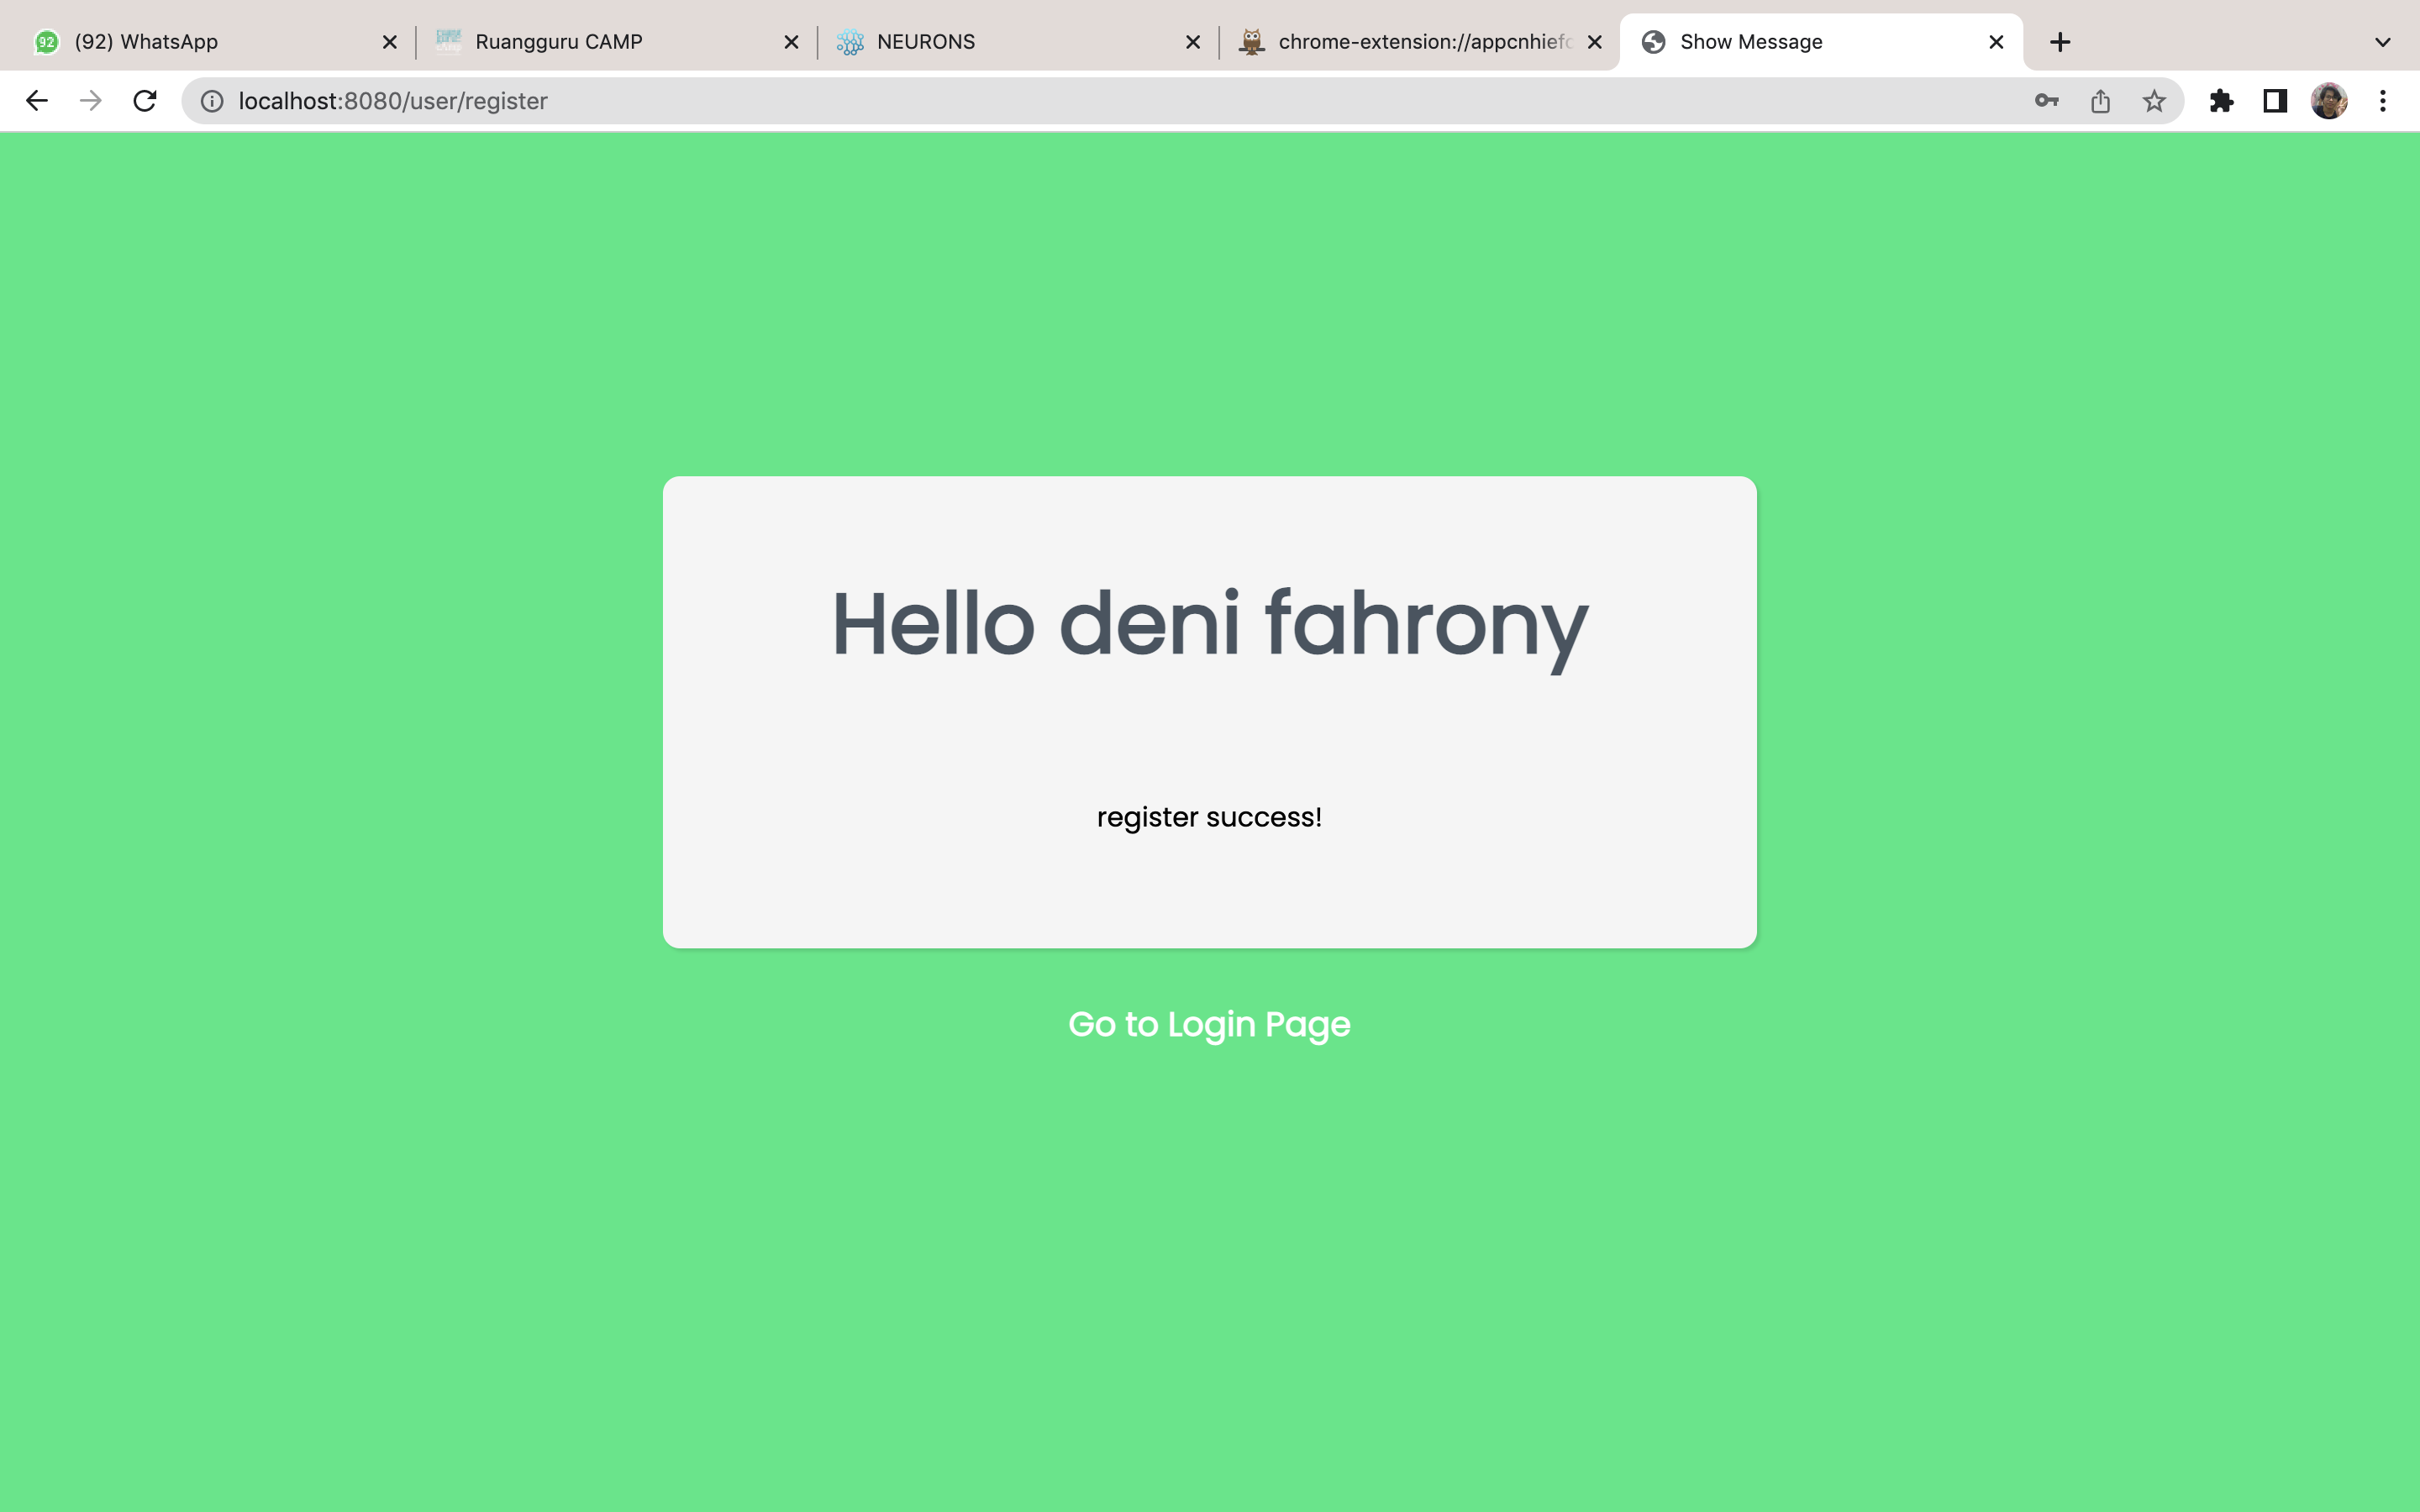 92 (92) WhatsApp
Ruangguru CAMP
NEURONS
chrome-extension://appcnhiefc
Show Message
localhost:8080/user/register
Hello deni fahrony
register success!
Go to Login Page